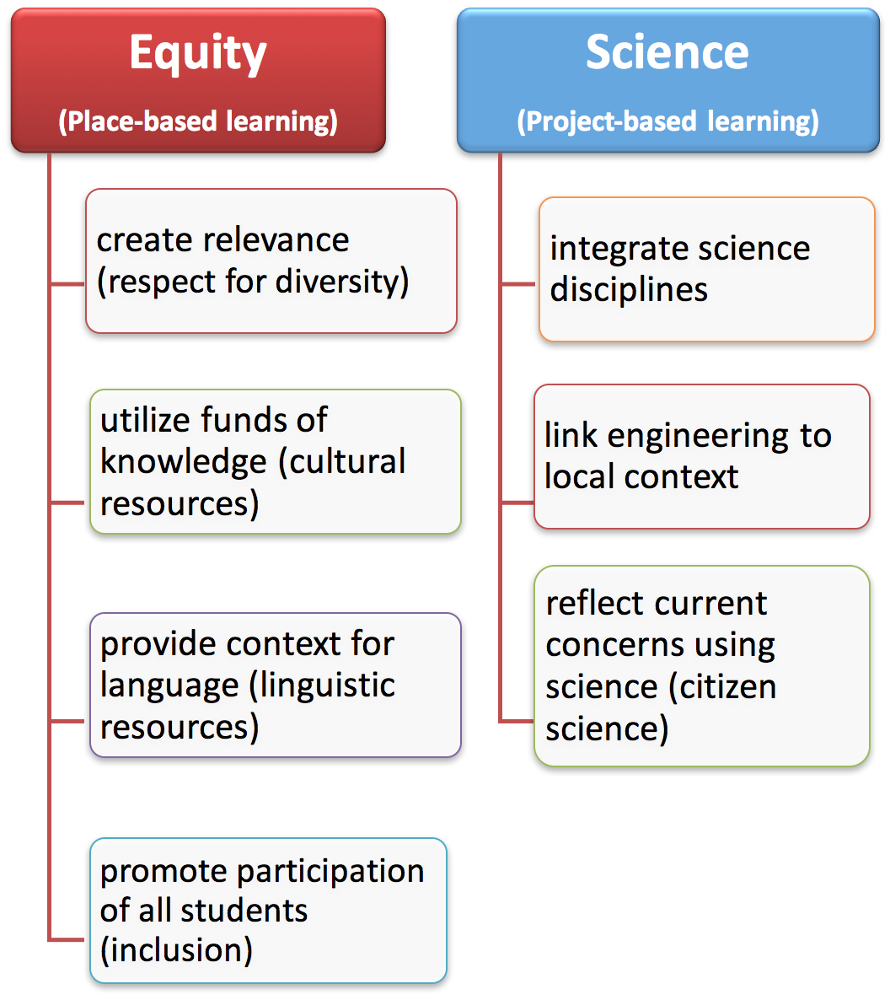 Equity
(Place-based learning)
create relevance
(respect for diversity)
utilize funds of
knowledge (cultural
resources)
provide context for
language (linguistic
resources)
promote participation
of all students
(inclusion)
Science
(Project-based learning)
integrate science
disciplines
link engineering to
local context
reflect current
concerns using
science (citizen
science)